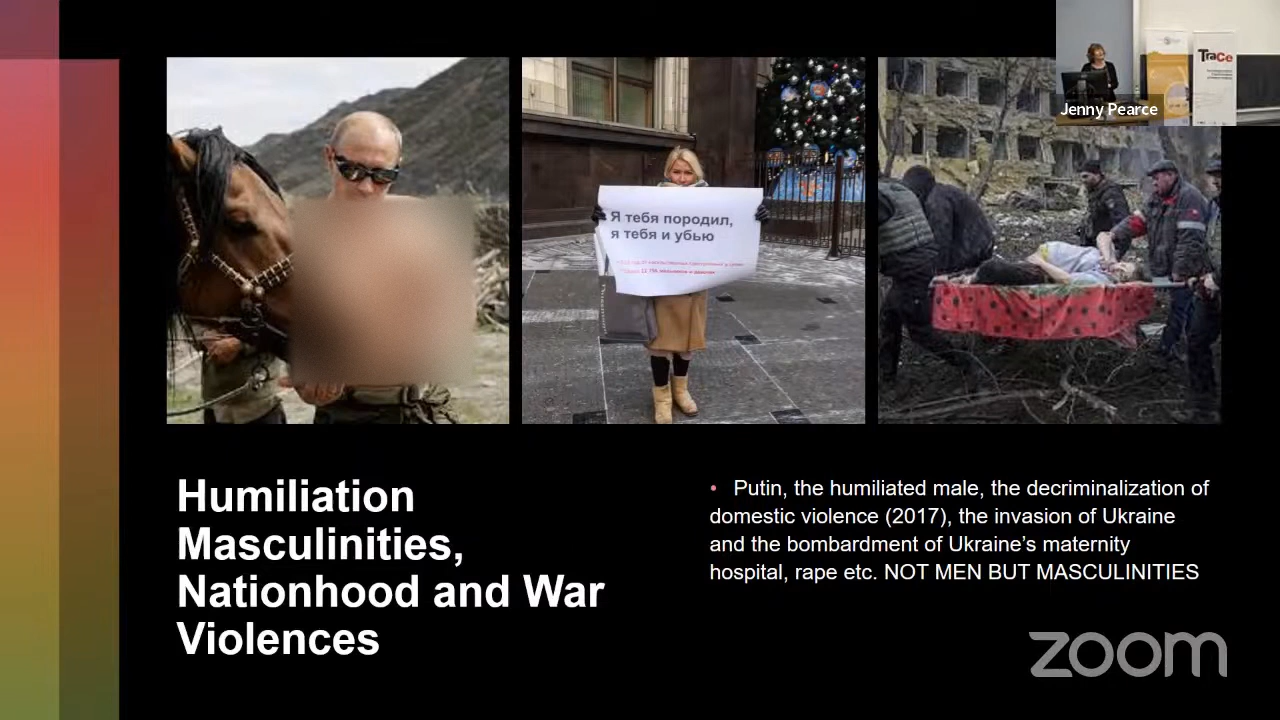 TraCe
Jenny Pearce
Я тебя породил,
я тебя и убью
Humiliation
Masculinities,
Nationhood and War
Violences
• Putin, the humiliated male, the decriminalization of
domestic violence (2017), the invasion of Ukraine
and the bombardment of Ukraine’s maternity
hospital, rape etc. NOT MEN BUT MASCULINITIES
zoom